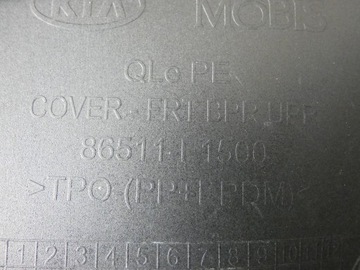 KIA MOBIS
QLe PE
COVER-FRT BPR UPR
86511-F1500
>TPO-(PP+EPDM)<
1 2 3 4 5 6 7 8 9 10